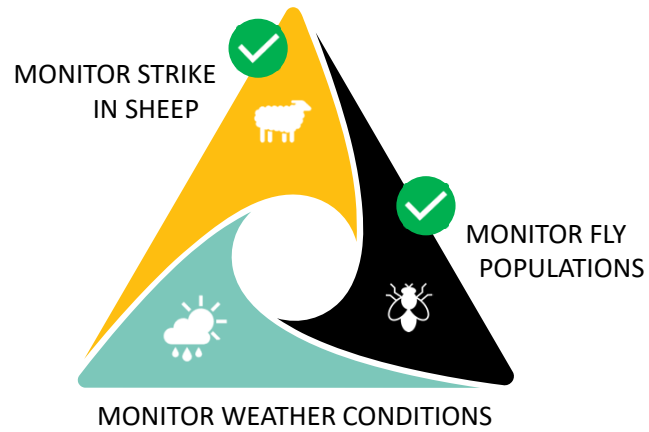 MONITOR STRIKE
IN SHEEP
MONITOR FLY
POPULATIONS
MONITOR WEATHER CONDITIONS